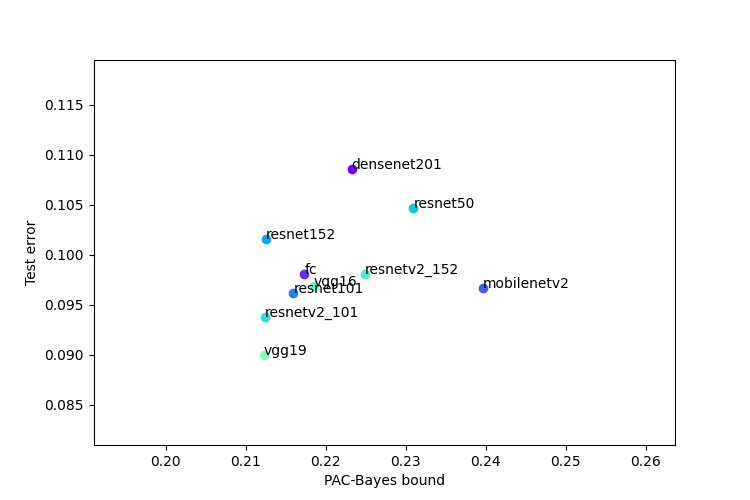 0.115
0.110
0.105
0.100
0.095
0.090
0.085
Test error
densenet201
resnet50
resnet152
fc
resnetv2_152
vgg16
resnet101
mobilenetv2
resnetv2_101
vgg19
0.20
0.21
0.22
0.23
0.24
0.25
0.26
PAC-Bayes bound